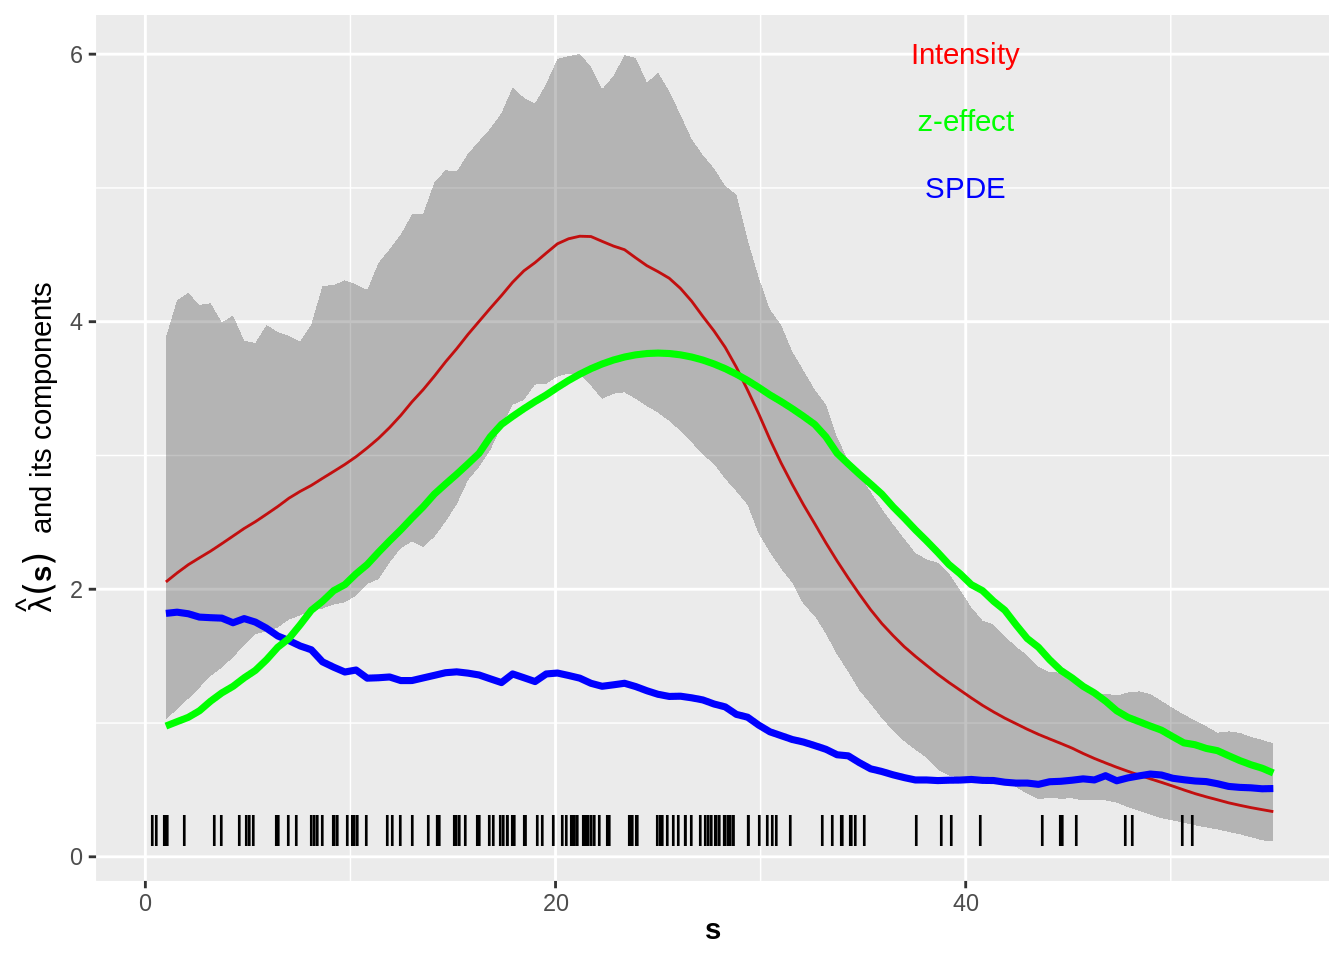 Intensity
z-effect
SPDE
λ̂(s) and its components
6
4
2
0
0 20 40
s